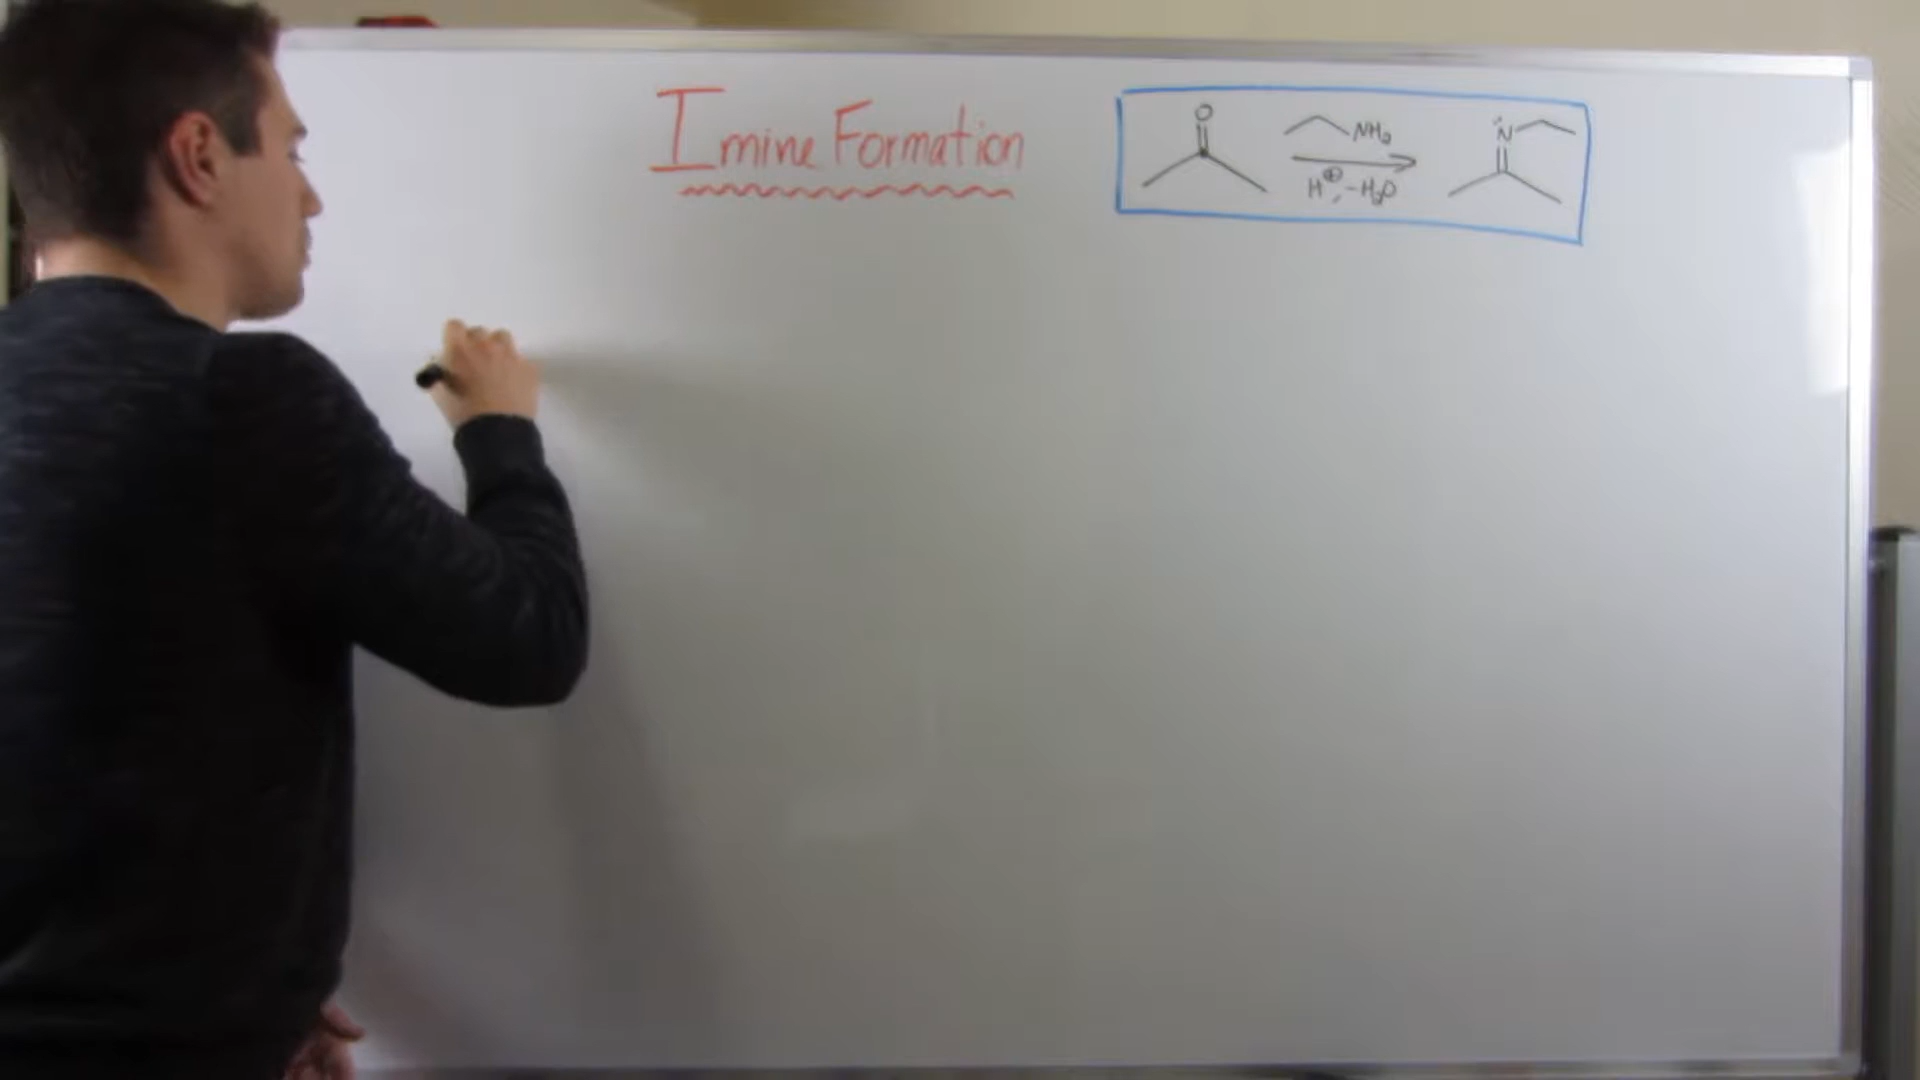 Imine Formation
O
NH₂
H⊕, -H₂O
N